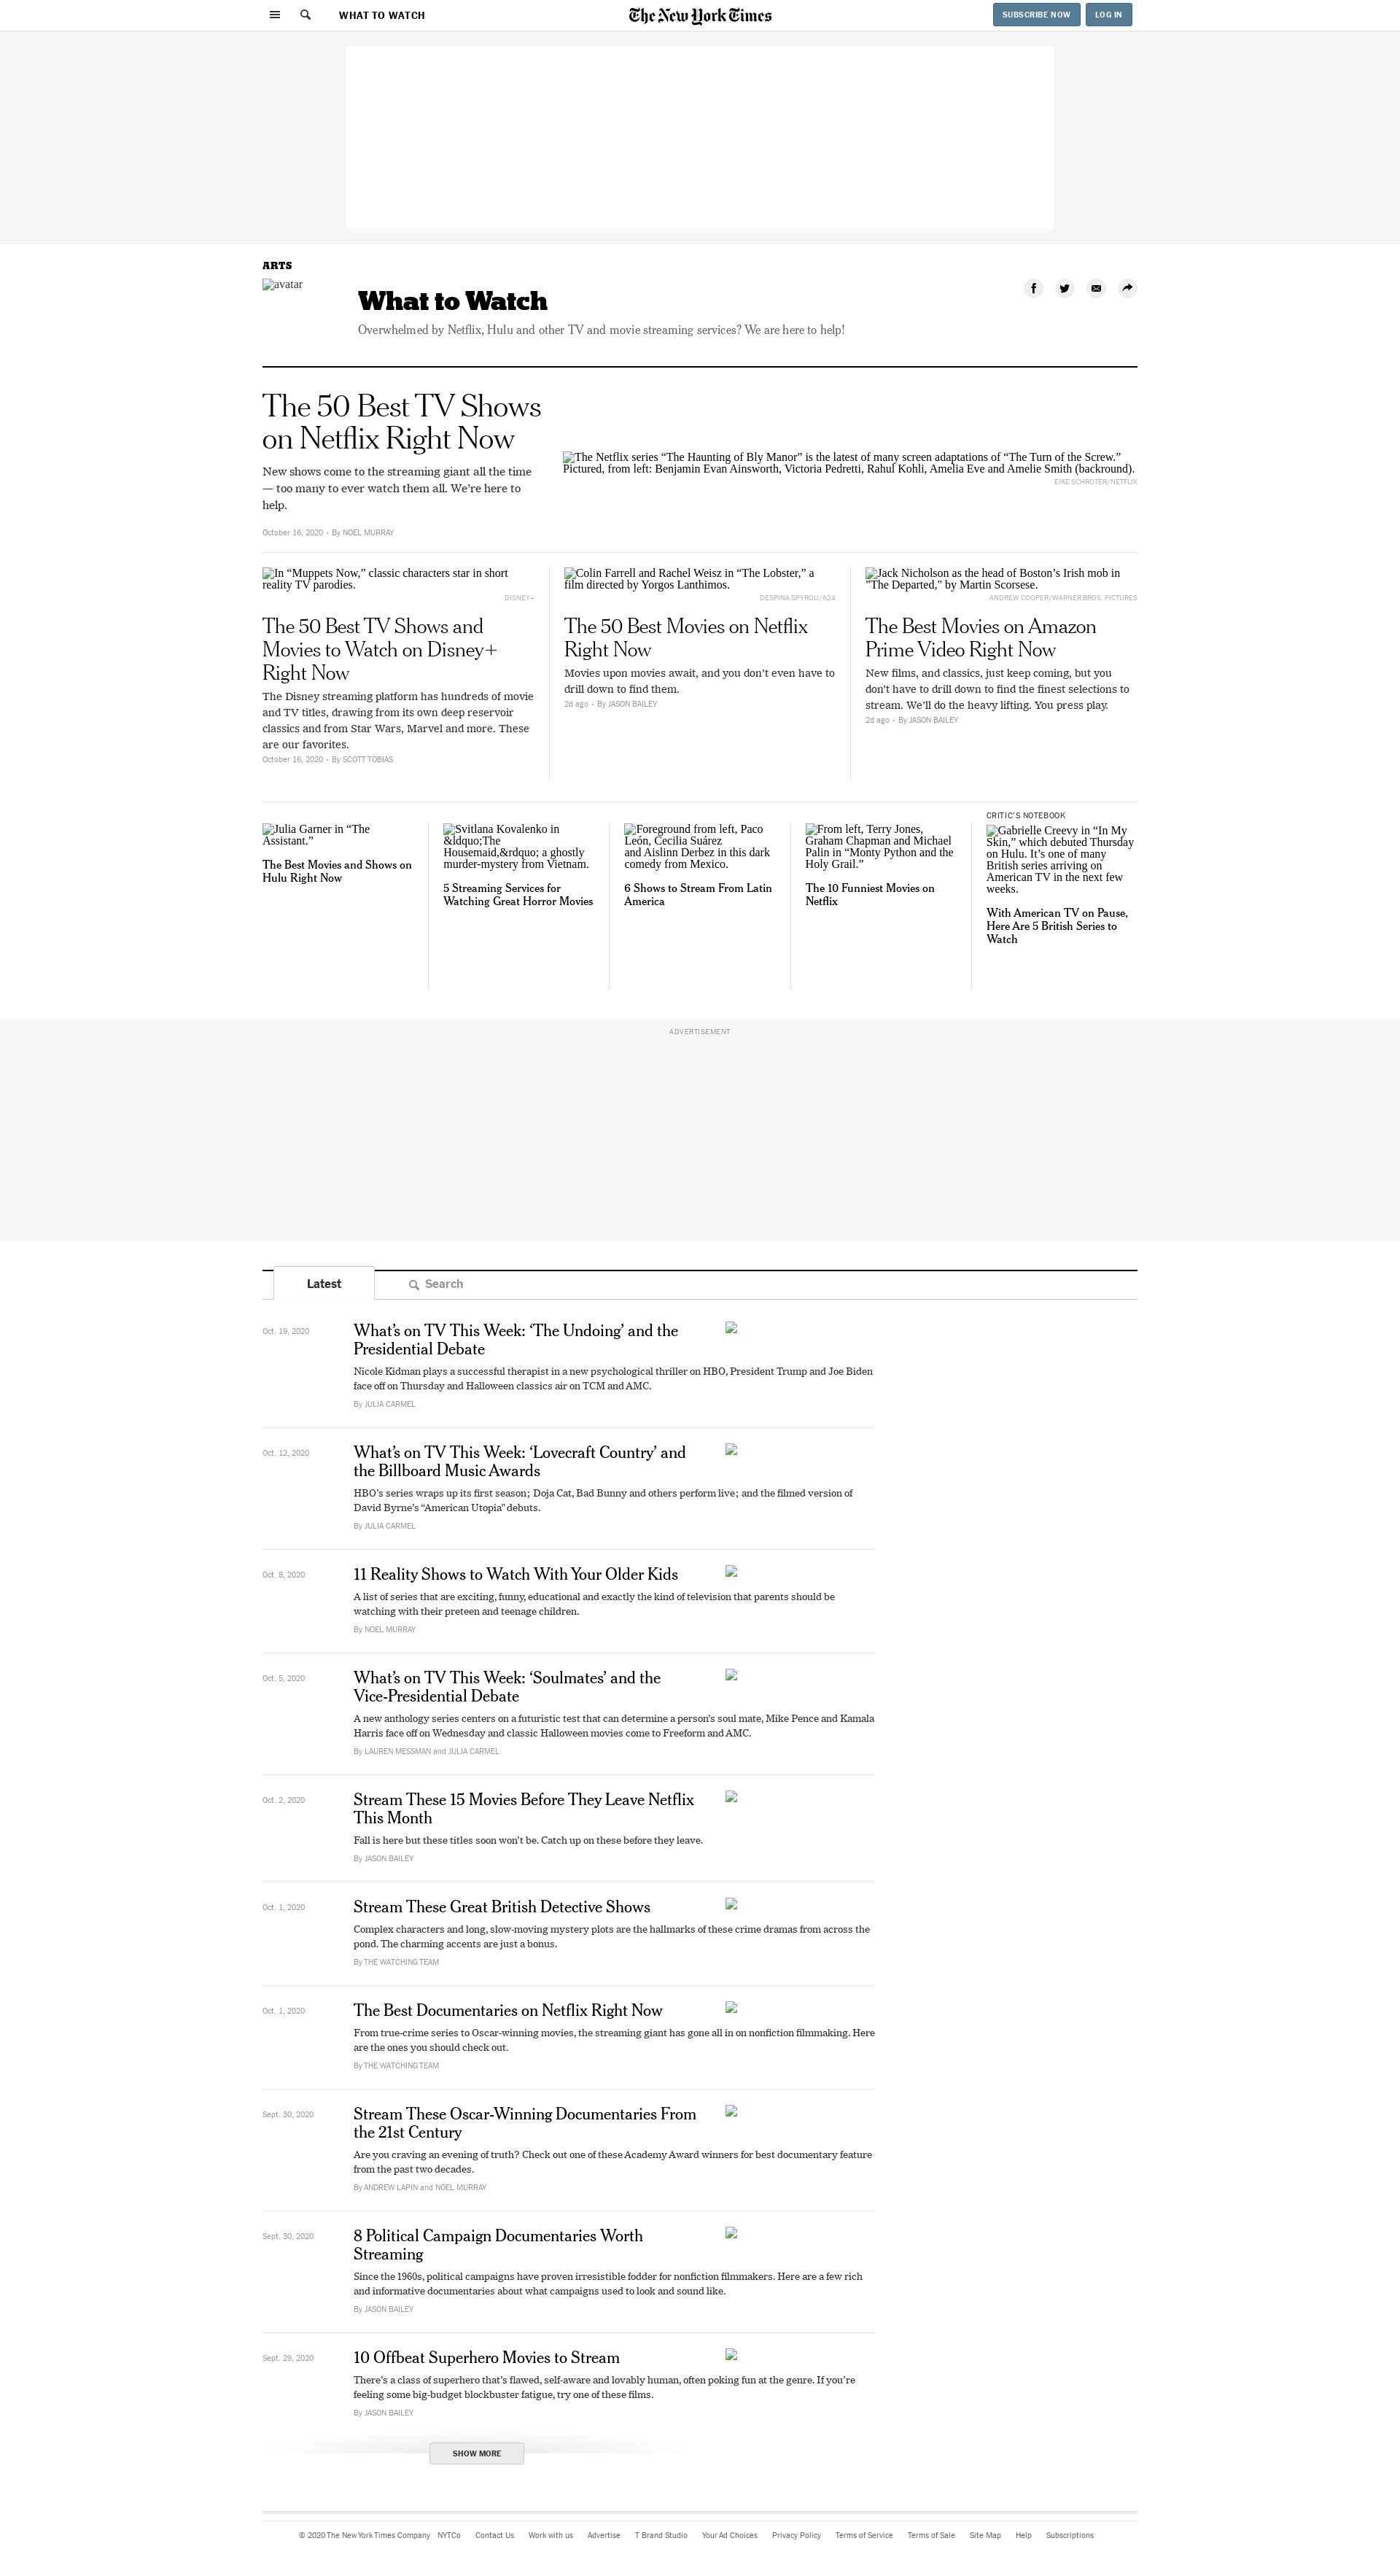 WHAT TO WATCH
The New York Times
SUBSCRIBE NOW
LOG IN
ARTS
avatar
What to Watch
Overwhelmed by Netflix, Hulu and other TV and movie streaming services? We are here to help!
The 50 Best TV Shows
on Netflix Right Now
New shows come to the streaming giant all the time
— too many to ever watch them all. We’re here to
help.
October 16, 2020 • By NOEL MURRAY
The Netflix series “The Haunting of Bly Manor” is the latest of many screen adaptations of “The Turn of the Screw.”
Pictured, from left: Benjamin Evan Ainsworth, Victoria Pedretti, Rahul Kohli, Amelia Eve and Amelie Smith (backround).
EIKE SCHROTER/NETFLIX
In “Muppets Now,” classic characters star in short
reality TV parodies.
DISNEY+
The 50 Best TV Shows and
Movies to Watch on Disney+
Right Now
The Disney streaming platform has hundreds of movie
and TV titles, drawing from its own deep reservoir
classics and from Star Wars, Marvel and more. These
are our favorites.
October 16, 2020 • By SCOTT TOBIAS
Colin Farrell and Rachel Weisz in “The Lobster,” a
film directed by Yorgos Lanthimos.
DESPINA SPYROU/A24
The 50 Best Movies on Netflix
Right Now
Movies upon movies await, and you don’t even have to
drill down to find them.
2d ago • By JASON BAILEY
Jack Nicholson as the head of Boston’s Irish mob in
"The Departed," by Martin Scorsese.
ANDREW COOPER/WARNER BROS. PICTURES
The Best Movies on Amazon
Prime Video Right Now
New films, and classics, just keep coming, but you
don’t have to drill down to find the finest selections to
stream. We’ll do the heavy lifting. You press play.
2d ago • By JASON BAILEY
Julia Garner in “The
Assistant.”
The Best Movies and Shows on
Hulu Right Now
Svitlana Kovalenko in
&ldquo;The
Housemaid,&rdquo; a ghostly
murder-mystery from Vietnam.
5 Streaming Services for
Watching Great Horror Movies
Foreground from left, Paco
León, Cecilia Suárez
and Aislinn Derbez in this dark
comedy from Mexico.
6 Shows to Stream From Latin
America
From left, Terry Jones,
Graham Chapman and Michael
Palin in “Monty Python and the
Holy Grail.”
The 10 Funniest Movies on
Netflix
CRITIC’S NOTEBOOK
Gabrielle Creevy in “In My
Skin,” which debuted Thursday
on Hulu. It’s one of many
British series arriving on
American TV in the next few
weeks.
With American TV on Pause,
Here Are 5 British Series to
Watch
ADVERTISEMENT
Latest
Search
Oct. 19, 2020
What’s on TV This Week: ‘The Undoing’ and the
Presidential Debate
Nicole Kidman plays a successful therapist in a new psychological thriller on HBO, President Trump and Joe Biden
face off on Thursday and Halloween classics air on TCM and AMC.
By JULIA CARMEL
Oct. 12, 2020
What’s on TV This Week: ‘Lovecraft Country’ and
the Billboard Music Awards
HBO’s series wraps up its first season; Doja Cat, Bad Bunny and others perform live; and the filmed version of
David Byrne’s “American Utopia” debuts.
By JULIA CARMEL
Oct. 8, 2020
11 Reality Shows to Watch With Your Older Kids
A list of series that are exciting, funny, educational and exactly the kind of television that parents should be
watching with their preteen and teenage children.
By NOEL MURRAY
Oct. 5, 2020
What’s on TV This Week: ‘Soulmates’ and the
Vice-Presidential Debate
A new anthology series centers on a futuristic test that can determine a person’s soul mate, Mike Pence and Kamala
Harris face off on Wednesday and classic Halloween movies come to Freeform and AMC.
By LAUREN MESSMAN and JULIA CARMEL
Oct. 2, 2020
Stream These 15 Movies Before They Leave Netflix
This Month
Fall is here but these titles soon won’t be. Catch up on these before they leave.
By JASON BAILEY
Oct. 1, 2020
Stream These Great British Detective Shows
Complex characters and long, slow-moving mystery plots are the hallmarks of these crime dramas from across the
pond. The charming accents are just a bonus.
By THE WATCHING TEAM
Oct. 1, 2020
The Best Documentaries on Netflix Right Now
From true-crime series to Oscar-winning movies, the streaming giant has gone all in on nonfiction filmmaking. Here
are the ones you should check out.
By THE WATCHING TEAM
Sept. 30, 2020
Stream These Oscar-Winning Documentaries From
the 21st Century
Are you craving an evening of truth? Check out one of these Academy Award winners for best documentary feature
from the past two decades.
By ANDREW LAPIN and NOEL MURRAY
Sept. 30, 2020
8 Political Campaign Documentaries Worth
Streaming
Since the 1960s, political campaigns have proven irresistible fodder for nonfiction filmmakers. Here are a few rich
and informative documentaries about what campaigns used to look and sound like.
By JASON BAILEY
Sept. 29, 2020
10 Offbeat Superhero Movies to Stream
There’s a class of superhero that’s flawed, self-aware and lovably human, often poking fun at the genre. If you’re
feeling some big-budget blockbuster fatigue, try one of these films.
By JASON BAILEY
SHOW MORE
© 2020 The New York Times Company NYTCo Contact Us Work with us Advertise T Brand Studio Your Ad Choices Privacy Policy Terms of Service Terms of Sale Site Map Help Subscriptions